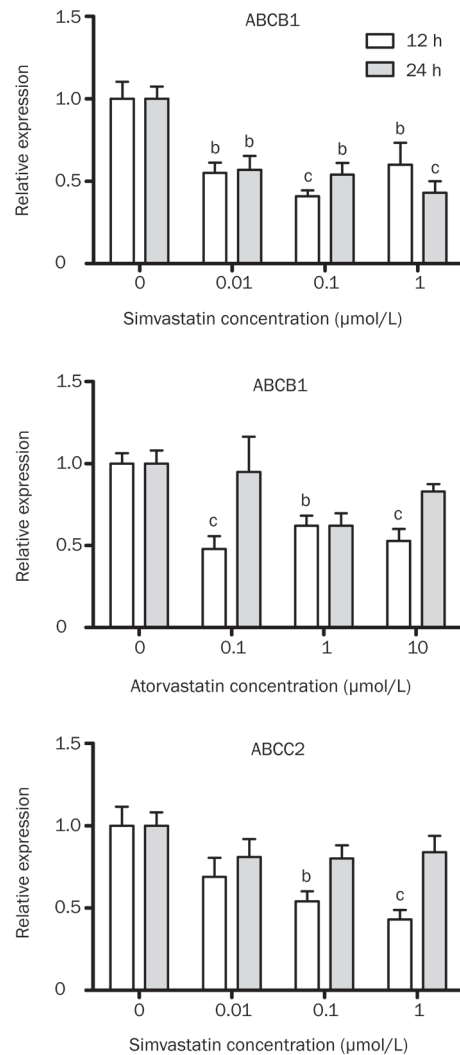 ABCB1
1.5
12 h
24 h
1.0
b b b b
c c
0.5
0
Relative expression
0 0.01 0.1 1
Simvastatin concentration (µmol/L)
ABCB1
1.5
1.0
c b c
0.5
0
Relative expression
0 0.1 1 10
Atorvastatin concentration (µmol/L)
ABCC2
1.5
1.0
b c
0.5
0
Relative expression
0 0.01 0.1 1
Simvastatin concentration (µmol/L)